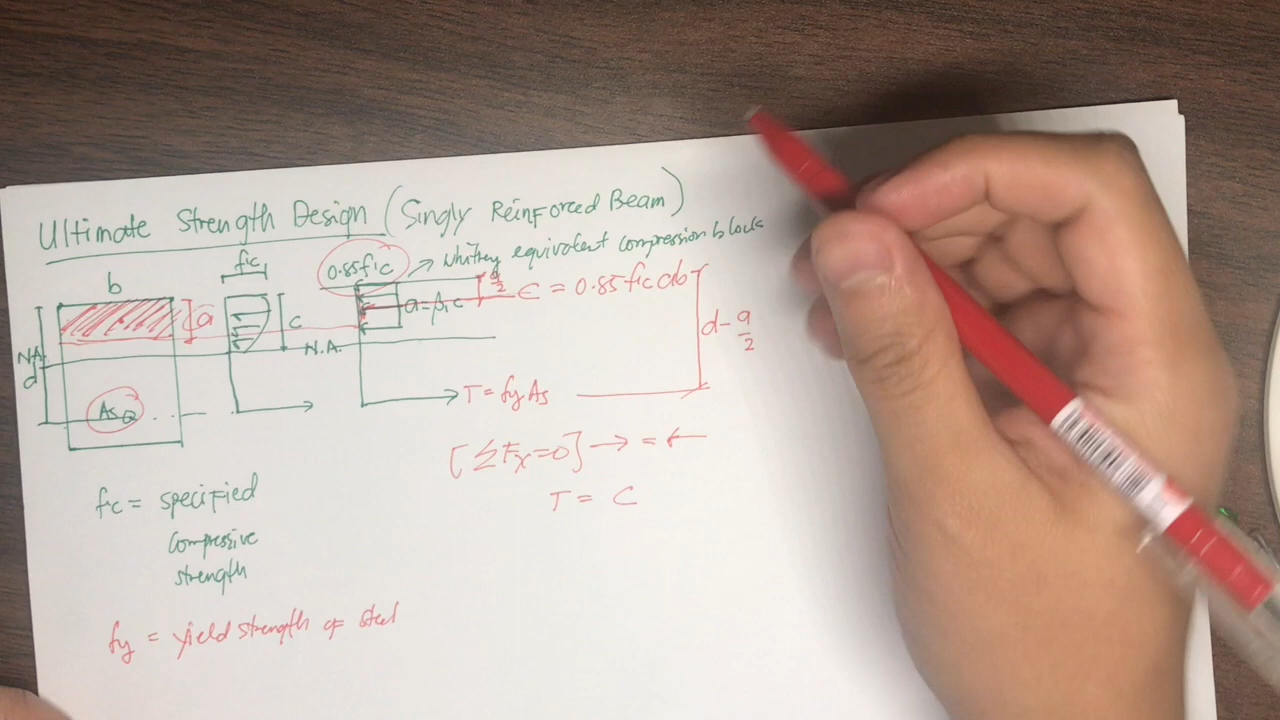 Ultimate Strength Design (Singly Reinforced Beam)
0.85f'c
Whitney equivalent compression block
f'c
b
a
c
a=β1c
a/2
C = 0.85f'c ab
d - a/2
N.A.
N.A.
d
As
T = fy As
[ΣFx=0] → = ←
T = C
f'c = specified
compressive
strength
fy = yield strength of steel